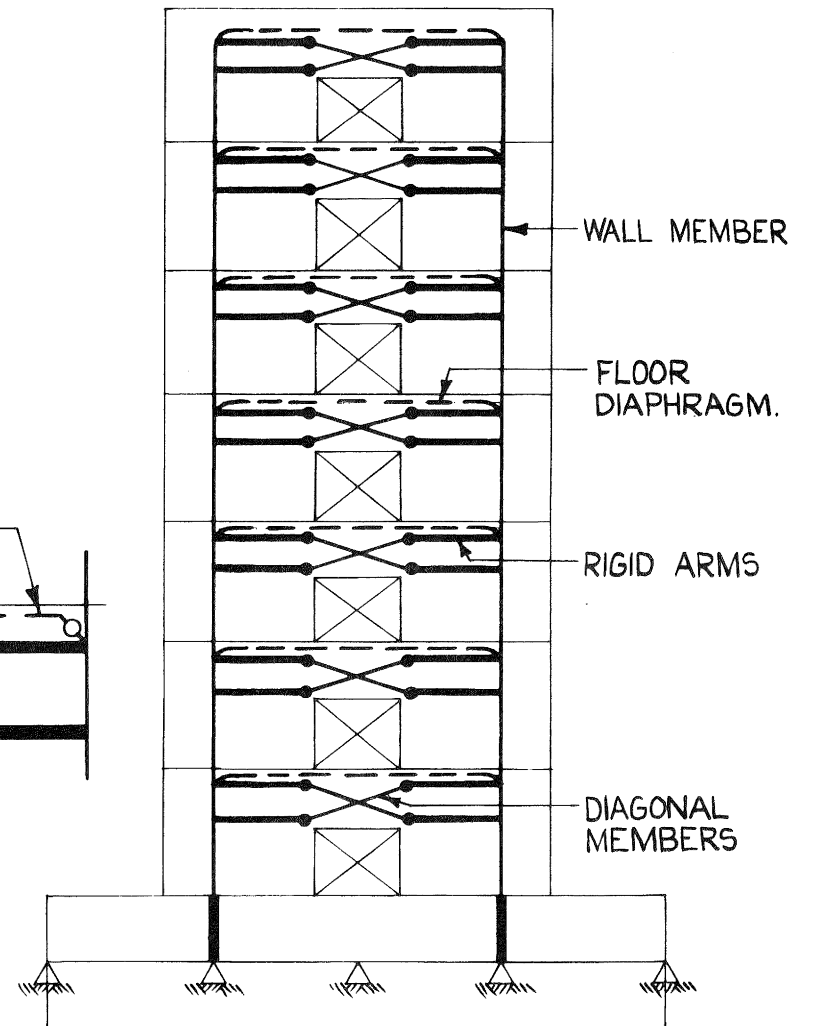 WALL MEMBER
FLOOR
DIAPHRAGM.
RIGID ARMS
DIAGONAL
MEMBERS